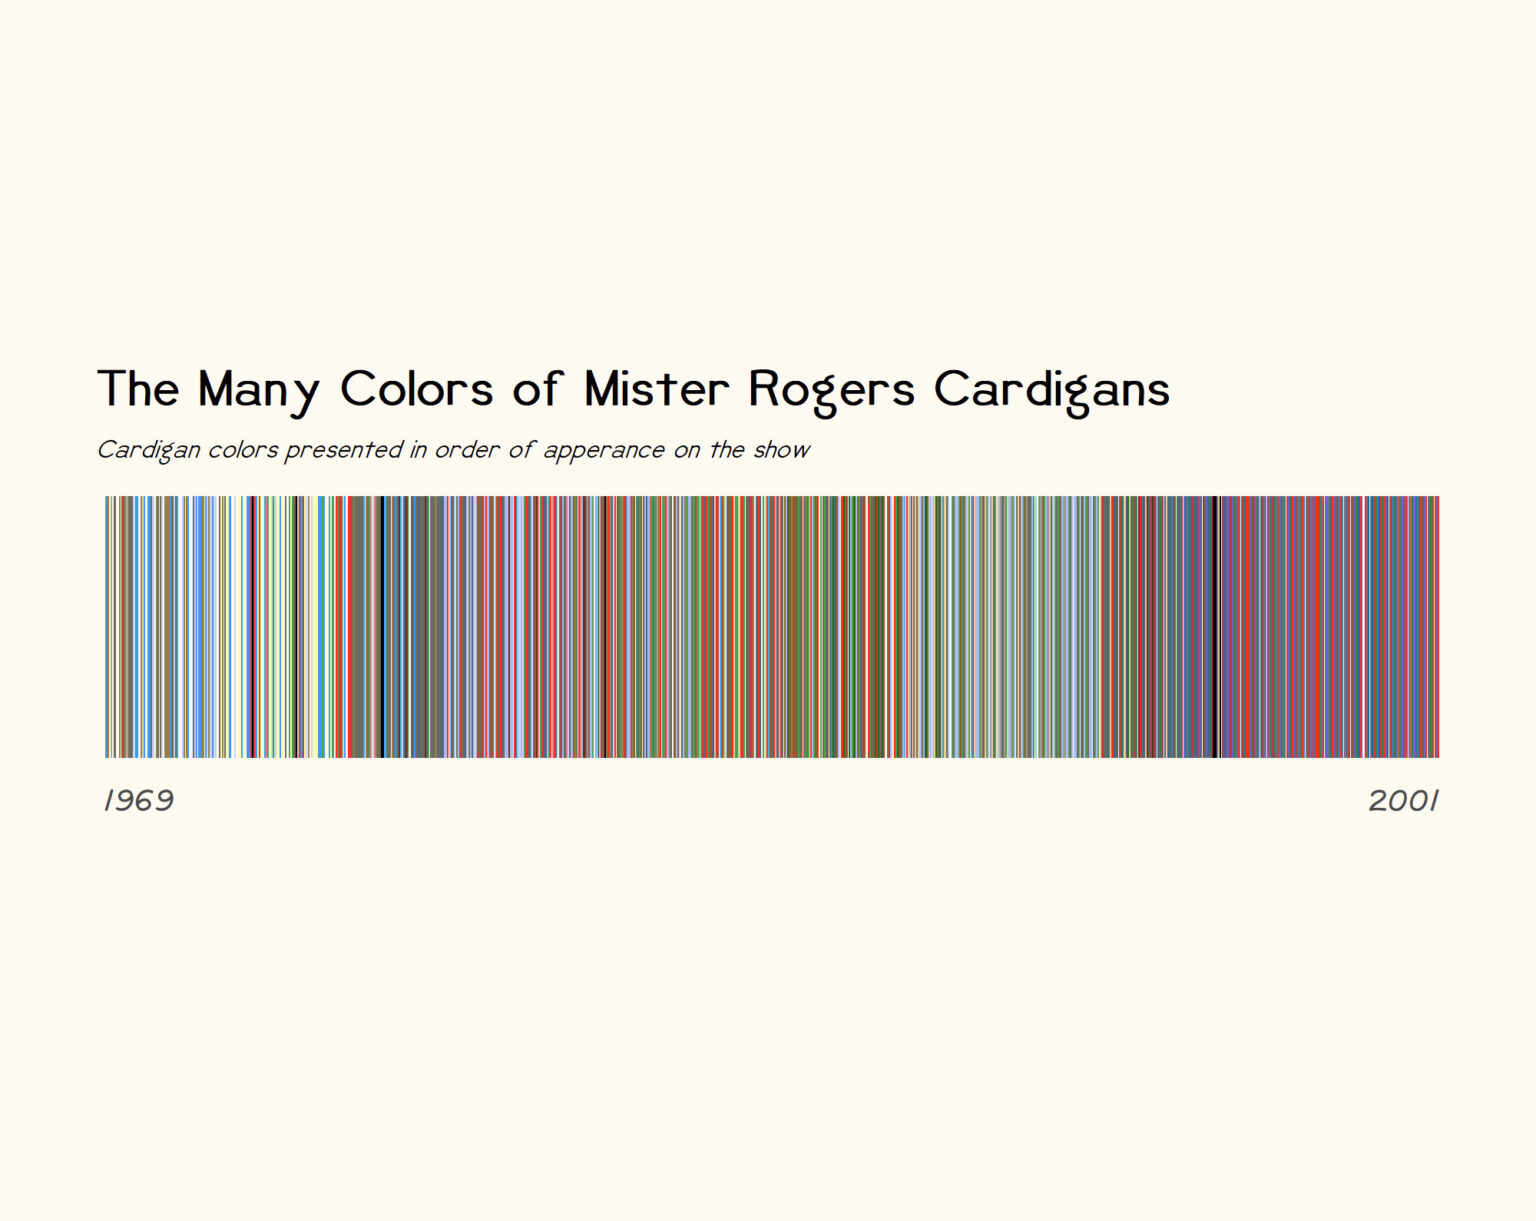 The Many Colors of Mister Rogers Cardigans
Cardigan colors presented in order of apperance on the show
1969
2001